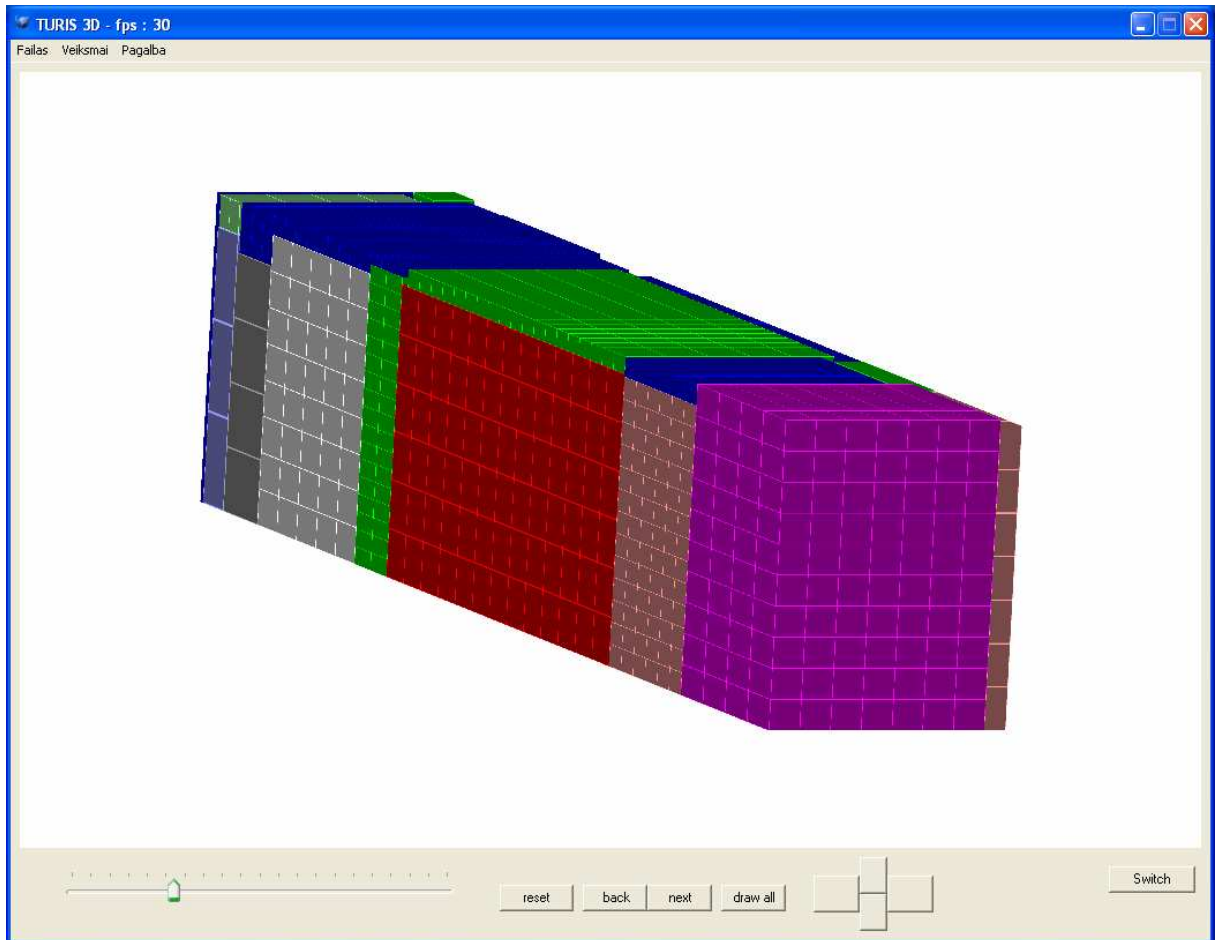 TURIS 3D - fps : 30
Failas Veiksmai Pagalba
reset back next draw all Switch